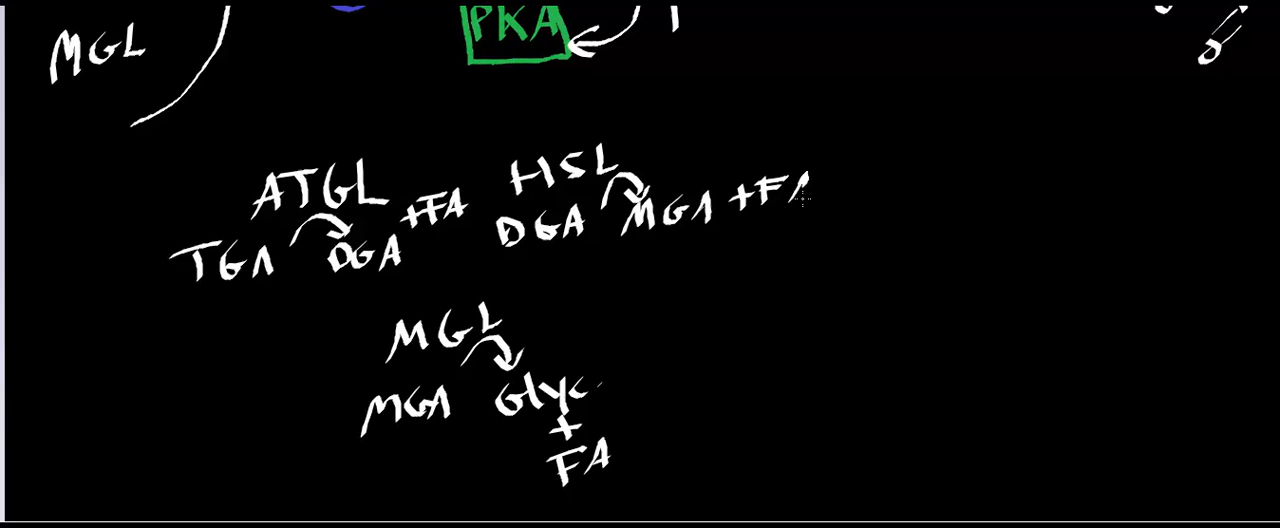 PKA
MGL
ATGL HSL
TGA DGA +FA DGA MGA +FA
MGL
MGA Glyc
+
FA